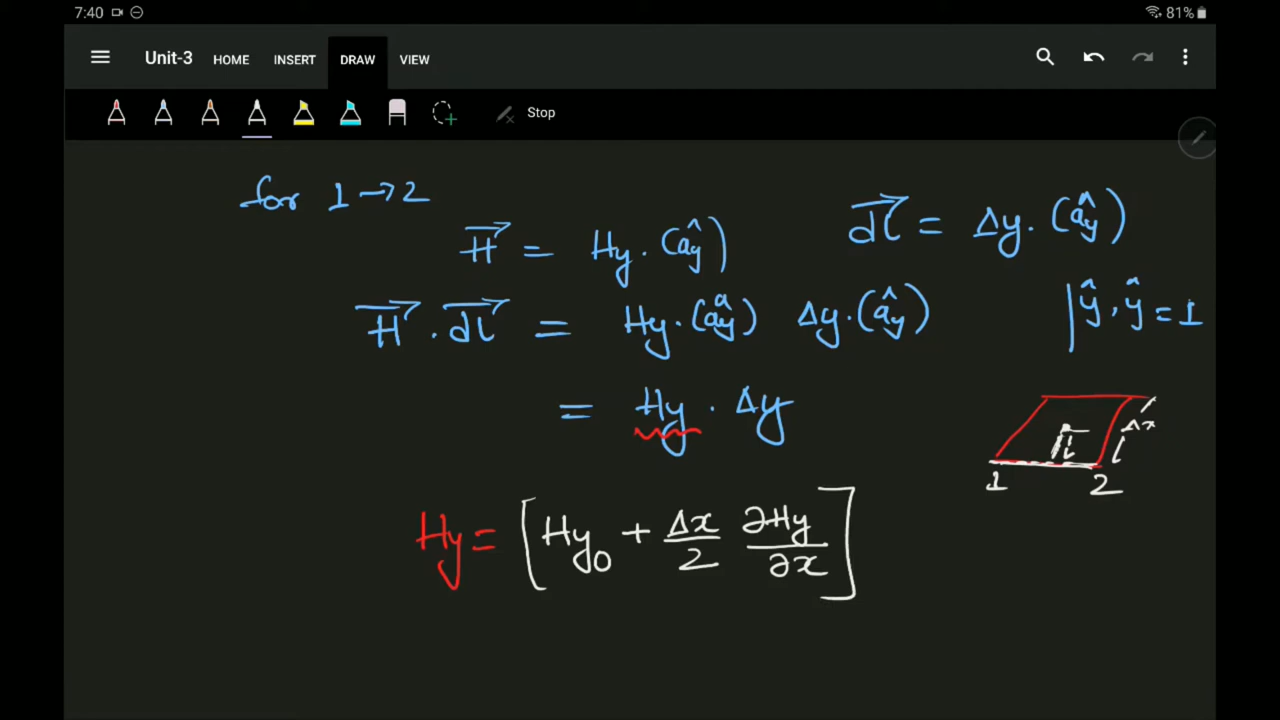 7:40 81%
Unit-3 HOME INSERT DRAW VIEW
Stop
for 1→2
H⃗ = Hy · (ây) dl⃗ = Δy · (ây)
H⃗ · dl⃗ = Hy · (ây) Δy · (ây) | ŷ · ŷ = 1
= Hy · Δy
Δx
1 2
Hy = [Hy₀ + Δx/2 ∂Hy/∂x]